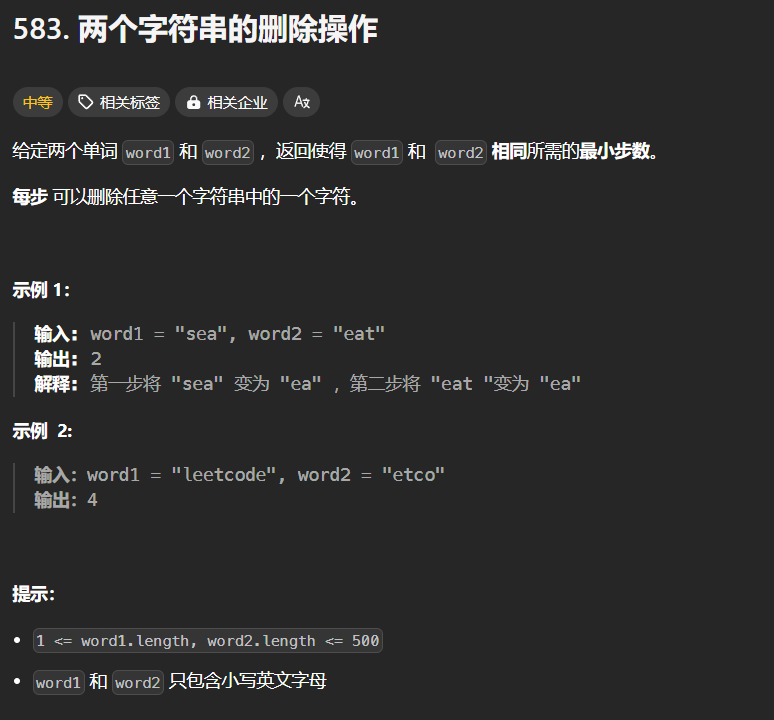 583. 两个字符串的删除操作
中等 相关标签 相关企业
给定两个单词 word1 和 word2 ，返回使得 word1 和 word2 相同所需的最小步数。
每步 可以删除任意一个字符串中的一个字符。
示例 1：
输入: word1 = "sea", word2 = "eat"
输出: 2
解释: 第一步将 "sea" 变为 "ea" ，第二步将 "eat "变为 "ea"
示例 2:
输入：word1 = "leetcode", word2 = "etco"
输出：4
提示：
• 1 <= word1.length, word2.length <= 500
• word1 和 word2 只包含小写英文字母